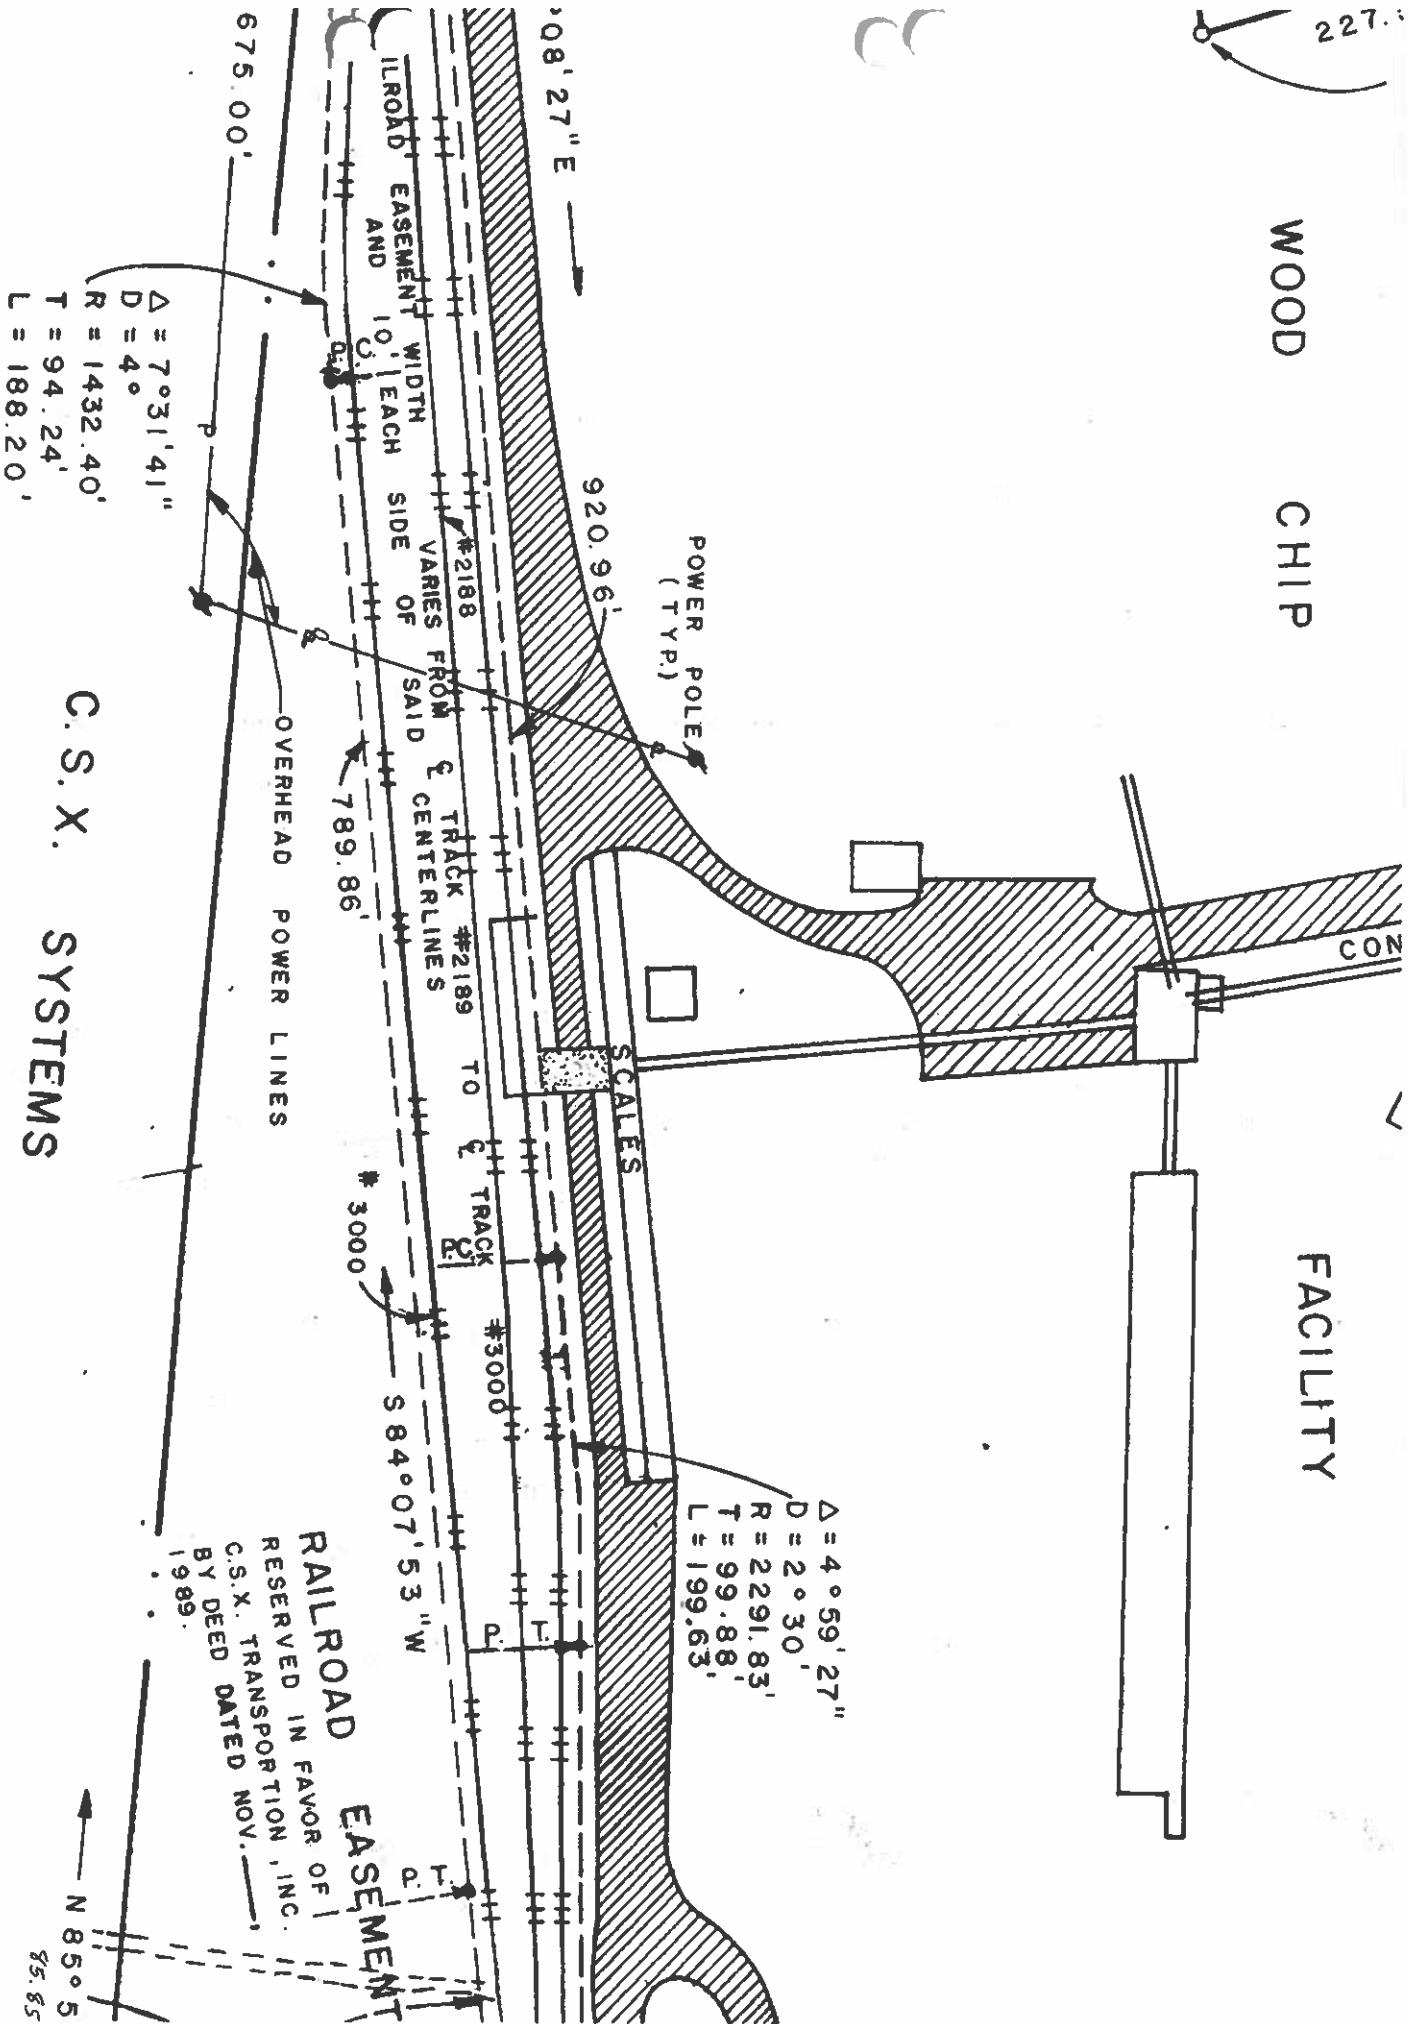 227.
WOOD CHIP FACILITY
08'27"E
675.00'
ILROAD EASEMENT WIDTH VARIES FROM ℄ TRACK #2189 TO ℄ TRACK #3000
AND 10' EACH SIDE OF SAID CENTERLINES
P.C.
#2188
920.96'
POWER POLE
(TYP.)
CON
SCALES
Δ = 7°31'41"
D = 4°
R = 1432.40'
T = 94.24'
L = 188.20'
P
OVERHEAD POWER LINES
789.86'
C.S.X. SYSTEMS
P.C.
#3000
S 84°07'53"W
Δ = 4°59'27"
D = 2°30'
R = 2291.83'
T = 99.88'
L = 199.63'
P.T.
P.T.
RAILROAD EASEMENT
RESERVED IN FAVOR OF
C.S.X. TRANSPORTION, INC.
BY DEED DATED NOV. ——,
1989.
N 85°5
85.85